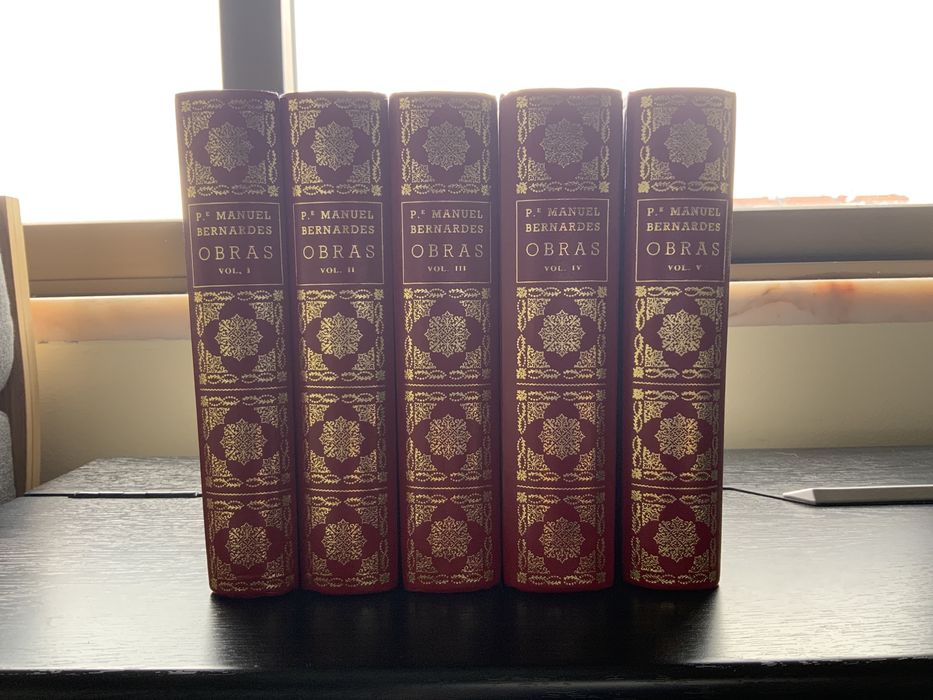 P.E MANUEL
BERNARDES
OBRAS
VOL. I
P.E MANUEL
BERNARDES
OBRAS
VOL. II
P.E MANUEL
BERNARDES
OBRAS
VOL. III
P.E MANUEL
BERNARDES
OBRAS
VOL. IV
P.E MANUEL
BERNARDES
OBRAS
VOL. V